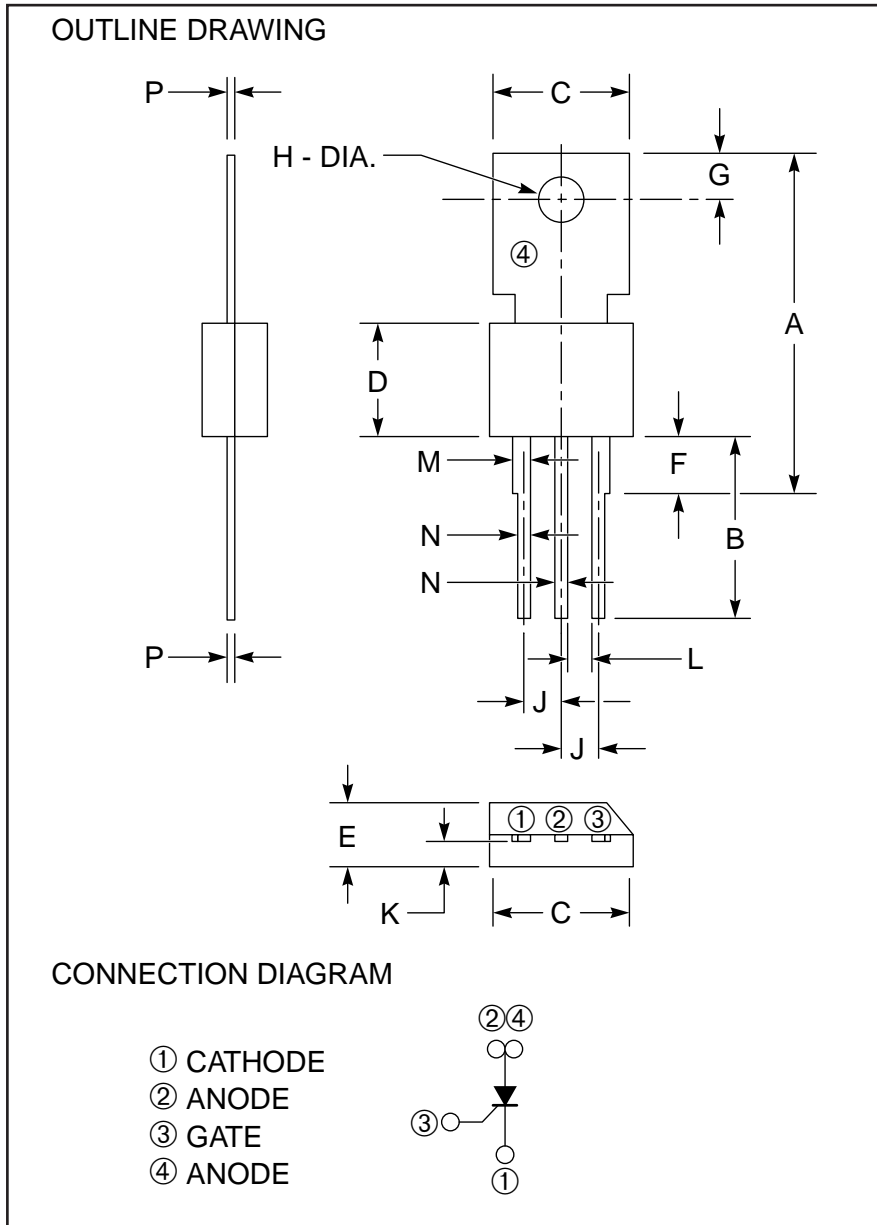 OUTLINE DRAWING
P
C
H - DIA.
G
④
A
D
M
F
N
B
N
P
L
J
J
E
① ② ③
K
C
CONNECTION DIAGRAM
②④
① CATHODE
② ANODE
③ GATE
④ ANODE
③
①